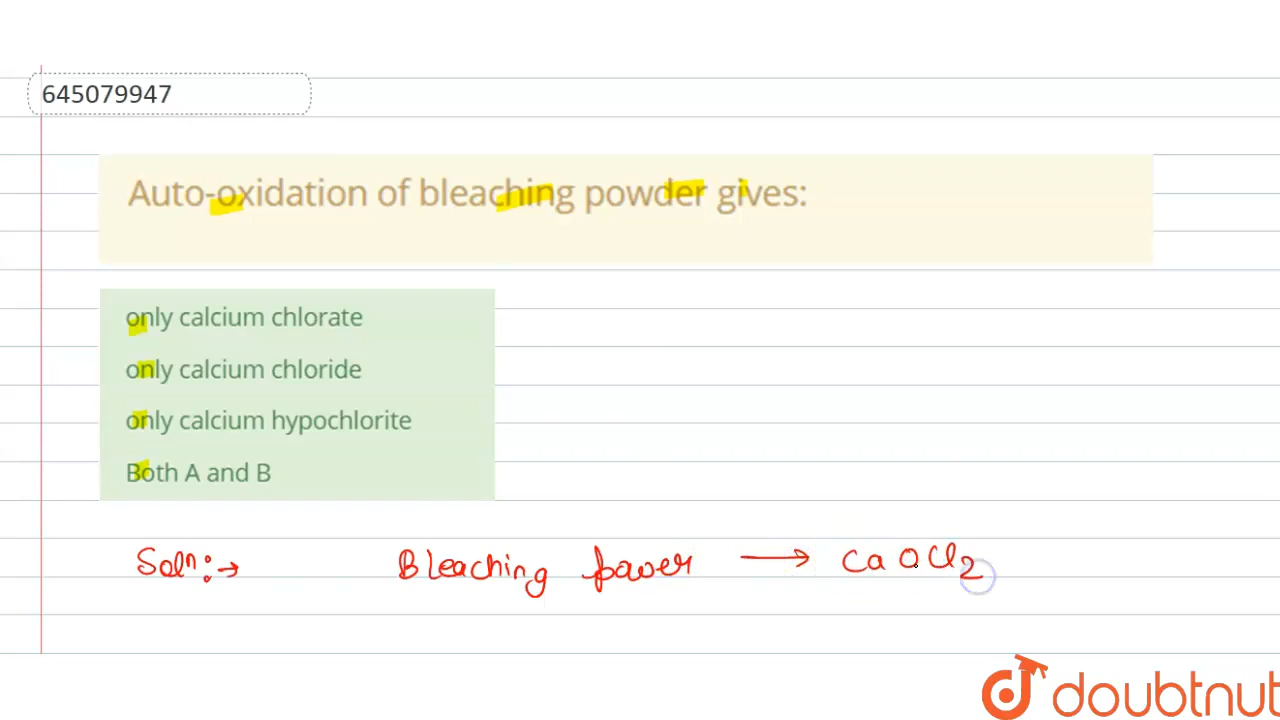 645079947
Auto-oxidation of bleaching powder gives:
only calcium chlorate
only calcium chloride
only calcium hypochlorite
Both A and B
Solⁿ:→ Bleaching power → CaOCl₂
doubtnut